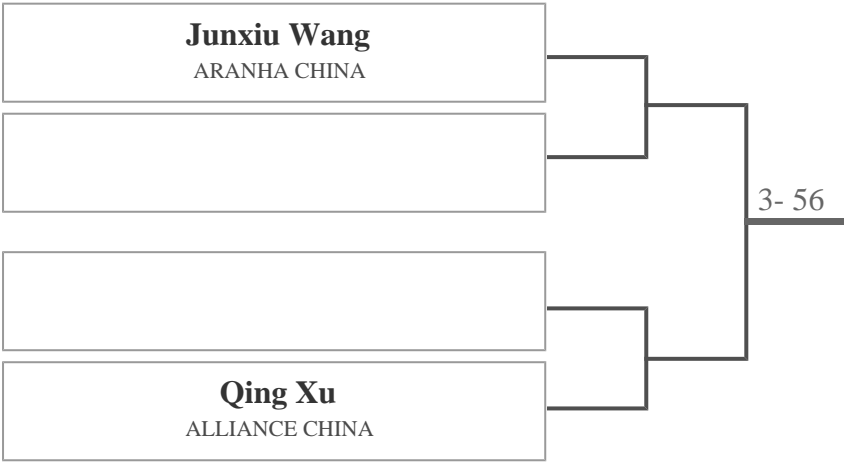 Junxiu Wang
ARANHA CHINA
3- 56
Qing Xu
ALLIANCE CHINA